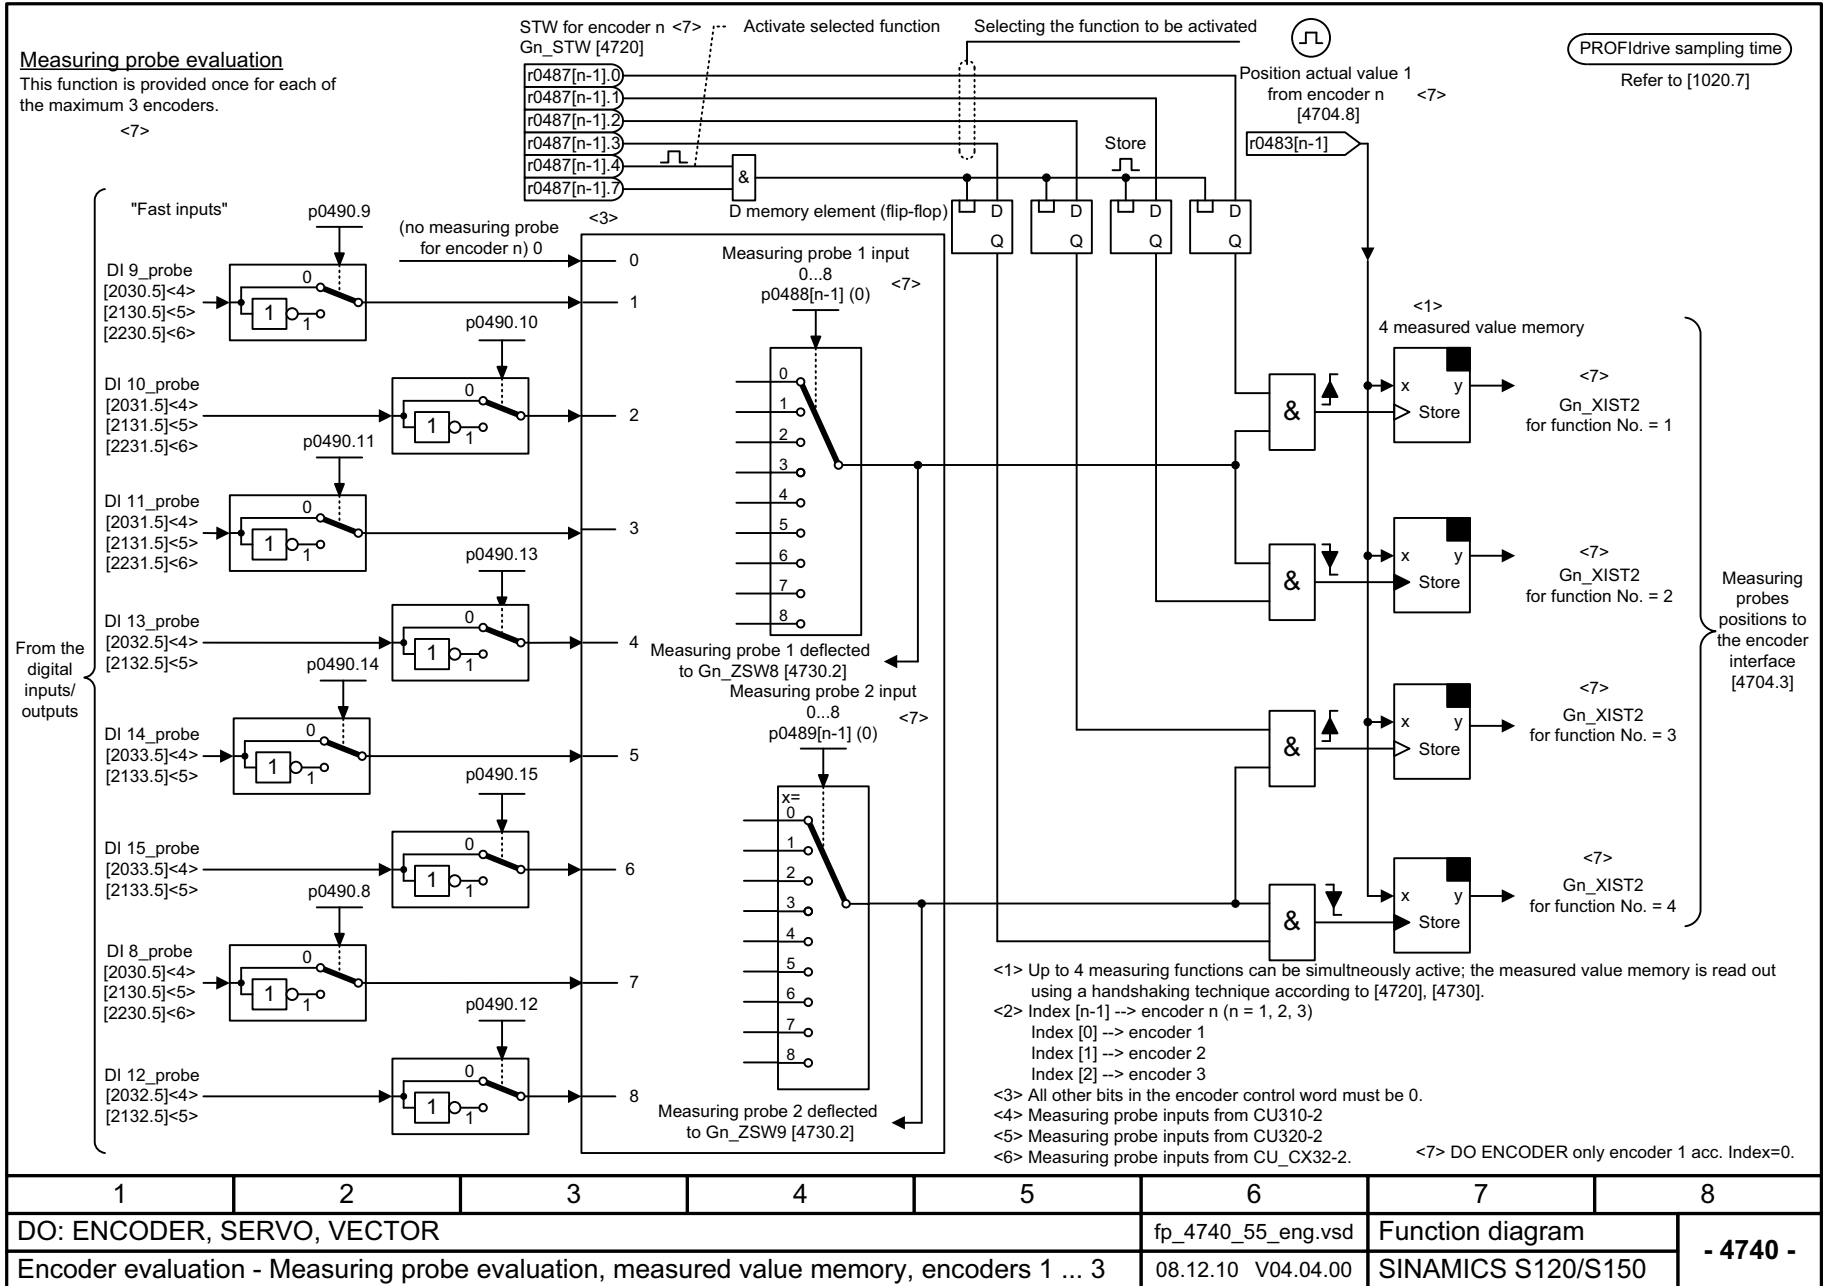 Measuring probe evaluation
This function is provided once for each of
the maximum 3 encoders.
<7>
STW for encoder n <7>
Gn_STW [4720]
Activate selected function
Selecting the function to be activated
r0487[n-1].0
r0487[n-1].1
r0487[n-1].2
r0487[n-1].3
r0487[n-1].4
r0487[n-1].7
&
Store
Position actual value 1
from encoder n <7>
[4704.8]
r0483[n-1]
PROFIdrive sampling time
Refer to [1020.7]
D memory element (flip-flop)
D
Q
D
Q
D
Q
D
Q
"Fast inputs"
From the
digital
inputs/
outputs
p0490.9
DI 9_probe
[2030.5]<4>
[2130.5]<5>
[2230.5]<6>
0
1
1
p0490.10
DI 10_probe
[2031.5]<4>
[2131.5]<5>
[2231.5]<6>
0
1
1
p0490.11
DI 11_probe
[2031.5]<4>
[2131.5]<5>
[2231.5]<6>
0
1
1
p0490.13
DI 13_probe
[2032.5]<4>
[2132.5]<5>
0
1
1
p0490.14
DI 14_probe
[2033.5]<4>
[2133.5]<5>
0
1
1
p0490.15
DI 15_probe
[2033.5]<4>
[2133.5]<5>
0
1
1
p0490.8
DI 8_probe
[2030.5]<4>
[2130.5]<5>
[2230.5]<6>
0
1
1
p0490.12
DI 12_probe
[2032.5]<4>
[2132.5]<5>
0
1
1
(no measuring probe
for encoder n) 0
<3>
0
1
2
3
4
5
6
7
8
Measuring probe 1 input
0...8
p0488[n-1] (0)
<7>
0
1
2
3
4
5
6
7
8
Measuring probe 1 deflected
to Gn_ZSW8 [4730.2]
Measuring probe 2 input
0...8
p0489[n-1] (0)
<7>
x=
0
1
2
3
4
5
6
7
8
Measuring probe 2 deflected
to Gn_ZSW9 [4730.2]
<1>
4 measured value memory
&
x
y
Store
<7>
Gn_XIST2
for function No. = 1
&
x
y
Store
<7>
Gn_XIST2
for function No. = 2
&
x
y
Store
<7>
Gn_XIST2
for function No. = 3
&
x
y
Store
<7>
Gn_XIST2
for function No. = 4
Measuring
probes
positions to
the encoder
interface
[4704.3]
<1> Up to 4 measuring functions can be simultneously active; the measured value memory is read out
using a handshaking technique according to [4720], [4730].
<2> Index [n-1] --> encoder n (n = 1, 2, 3)
Index [0] --> encoder 1
Index [1] --> encoder 2
Index [2] --> encoder 3
<3> All other bits in the encoder control word must be 0.
<4> Measuring probe inputs from CU310-2
<5> Measuring probe inputs from CU320-2
<6> Measuring probe inputs from CU_CX32-2.
<7> DO ENCODER only encoder 1 acc. Index=0.
1 2 3 4 5 6 7 8
DO: ENCODER, SERVO, VECTOR
fp_4740_55_eng.vsd
Function diagram
- 4740 -
Encoder evaluation - Measuring probe evaluation, measured value memory, encoders 1 ... 3
08.12.10 V04.04.00
SINAMICS S120/S150